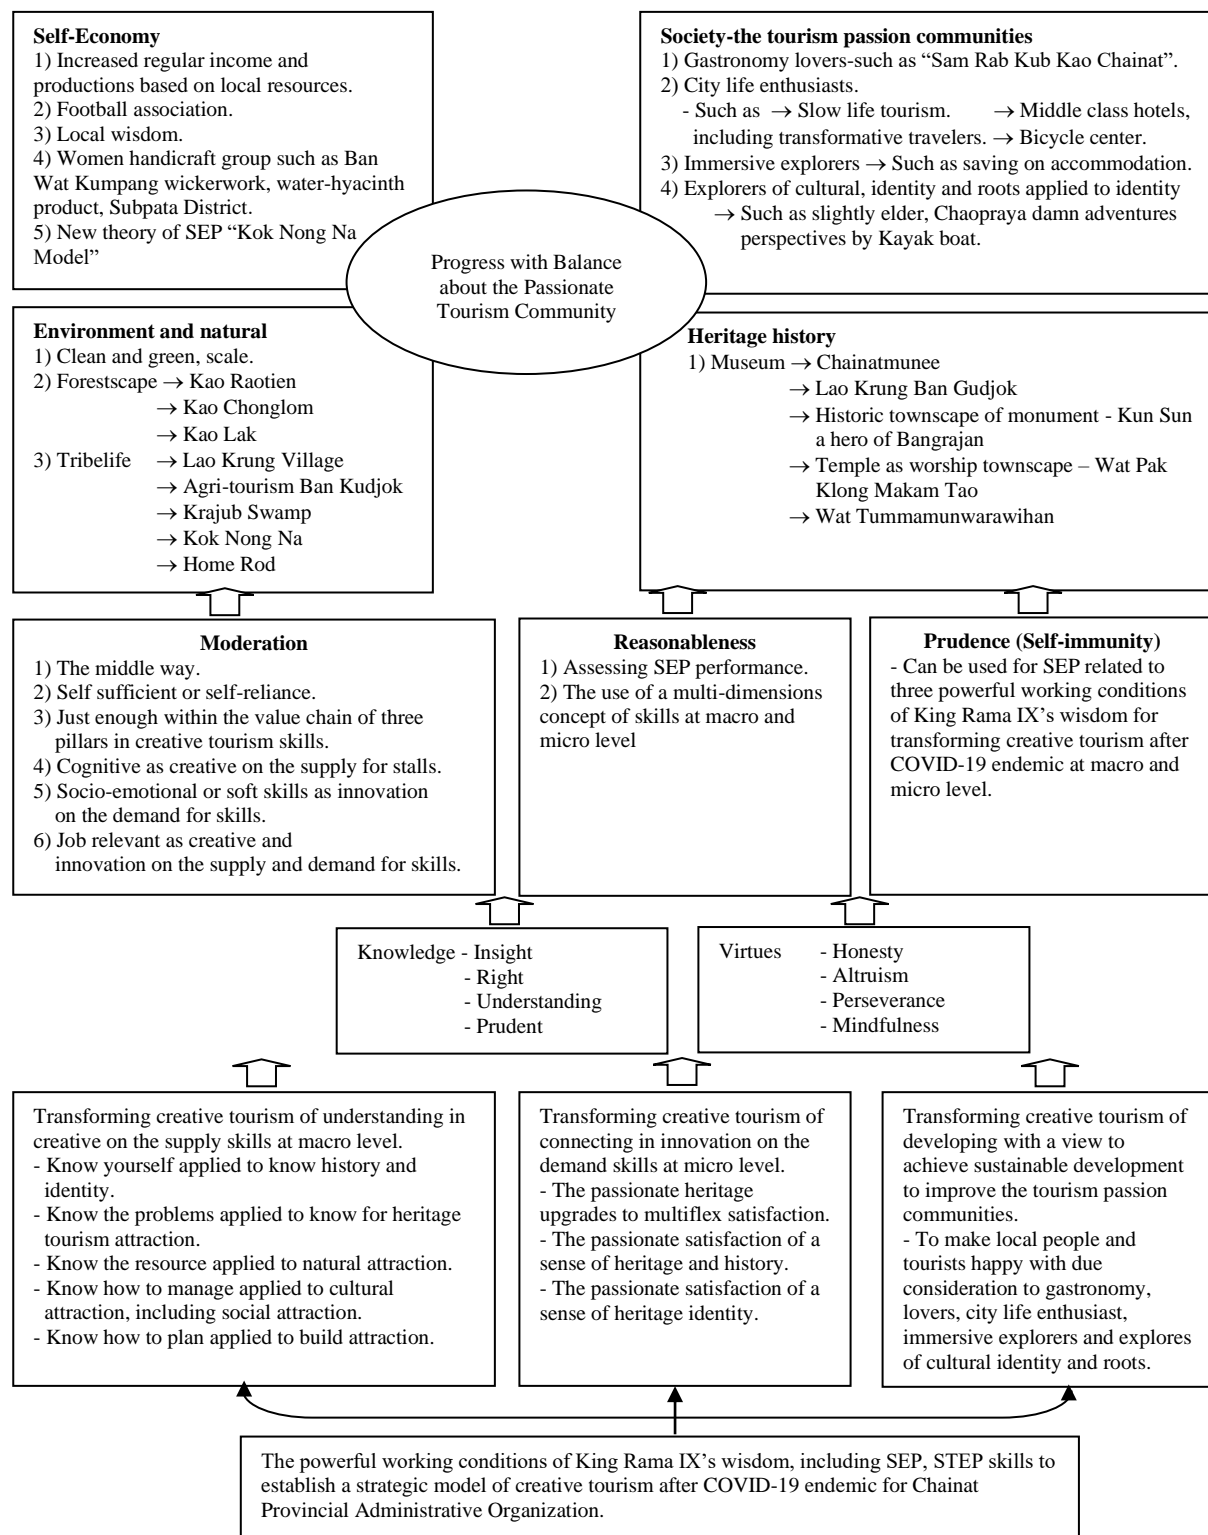 Self-Economy
1) Increased regular income and
productions based on local resources.
2) Football association.
3) Local wisdom.
4) Women handicraft group such as Ban
Wat Kumpang wickerwork, water-hyacinth
product, Subpata District.
5) New theory of SEP “Kok Nong Na
Model”
Society-the tourism passion communities
1) Gastronomy lovers-such as “Sam Rab Kub Kao Chainat”.
2) City life enthusiasts.
- Such as → Slow life tourism. → Middle class hotels,
including transformative travelers. → Bicycle center.
3) Immersive explorers → Such as saving on accommodation.
4) Explorers of cultural, identity and roots applied to identity
→ Such as slightly elder, Chaopraya damn adventures
perspectives by Kayak boat.
Progress with Balance
about the Passionate
Tourism Community
Environment and natural
1) Clean and green, scale.
2) Forestscape → Kao Raotien
→ Kao Chonglom
→ Kao Lak
3) Tribelife → Lao Krung Village
→ Agri-tourism Ban Kudjok
→ Krajub Swamp
→ Kok Nong Na
→ Home Rod
Heritage history
1) Museum → Chainatmunee
→ Lao Krung Ban Gudjok
→ Historic townscape of monument - Kun Sun
a hero of Bangrajan
→ Temple as worship townscape – Wat Pak
Klong Makam Tao
→ Wat Tummamunwarawihan
Moderation
1) The middle way.
2) Self sufficient or self-reliance.
3) Just enough within the value chain of three
pillars in creative tourism skills.
4) Cognitive as creative on the supply for stalls.
5) Socio-emotional or soft skills as innovation
on the demand for skills.
6) Job relevant as creative and
innovation on the supply and demand for skills.
Reasonableness
1) Assessing SEP performance.
2) The use of a multi-dimensions
concept of skills at macro and
micro level
Prudence (Self-immunity)
- Can be used for SEP related to
three powerful working conditions
of King Rama IX’s wisdom for
transforming creative tourism after
COVID-19 endemic at macro and
micro level.
Knowledge - Insight
- Right
- Understanding
- Prudent
Virtues - Honesty
- Altruism
- Perseverance
- Mindfulness
Transforming creative tourism of understanding in
creative on the supply skills at macro level.
- Know yourself applied to know history and
identity.
- Know the problems applied to know for heritage
tourism attraction.
- Know the resource applied to natural attraction.
- Know how to manage applied to cultural
attraction, including social attraction.
- Know how to plan applied to build attraction.
Transforming creative tourism of
connecting in innovation on the
demand skills at micro level.
- The passionate heritage
upgrades to multiflex satisfaction.
- The passionate satisfaction of a
sense of heritage and history.
- The passionate satisfaction of a
sense of heritage identity.
Transforming creative tourism of
developing with a view to
achieve sustainable development
to improve the tourism passion
communities.
- To make local people and
tourists happy with due
consideration to gastronomy,
lovers, city life enthusiast,
immersive explorers and explores
of cultural identity and roots.
The powerful working conditions of King Rama IX’s wisdom, including SEP, STEP skills to
establish a strategic model of creative tourism after COVID-19 endemic for Chainat
Provincial Administrative Organization.